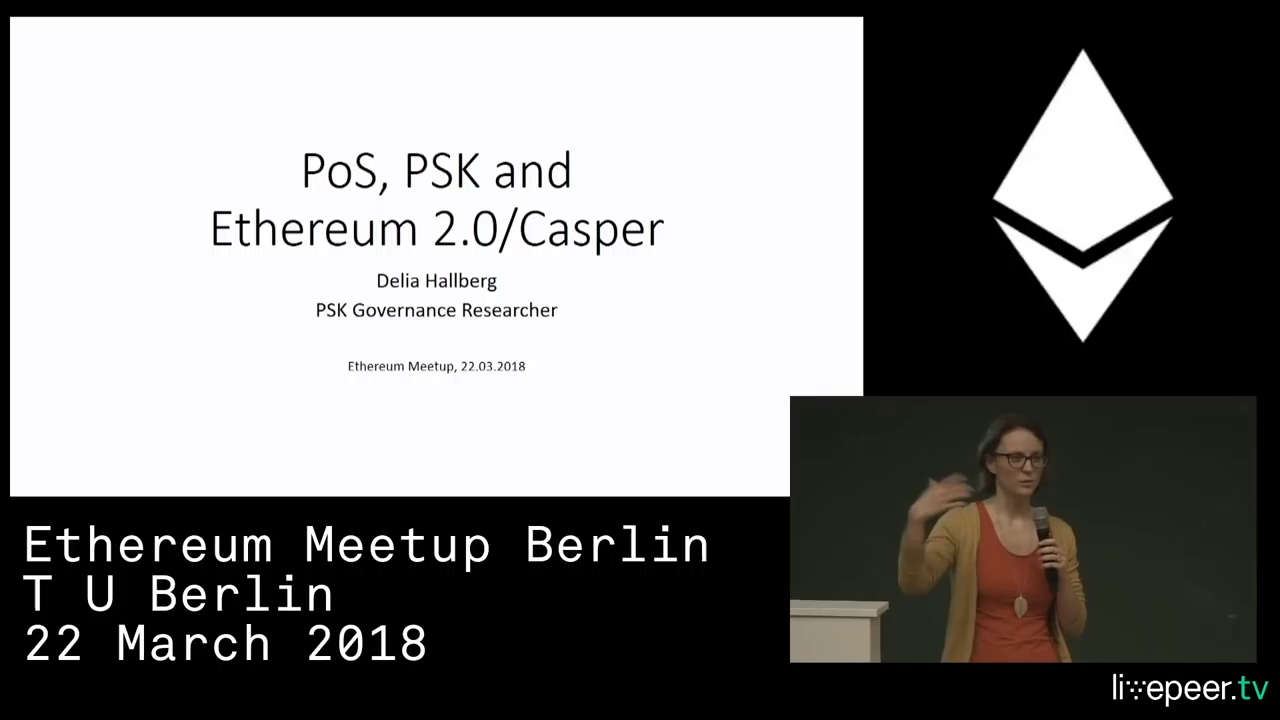 PoS, PSK and
Ethereum 2.0/Casper
Delia Hallberg
PSK Governance Researcher
Ethereum Meetup, 22.03.2018
Ethereum Meetup Berlin
T U Berlin
22 March 2018
livepeer.tv